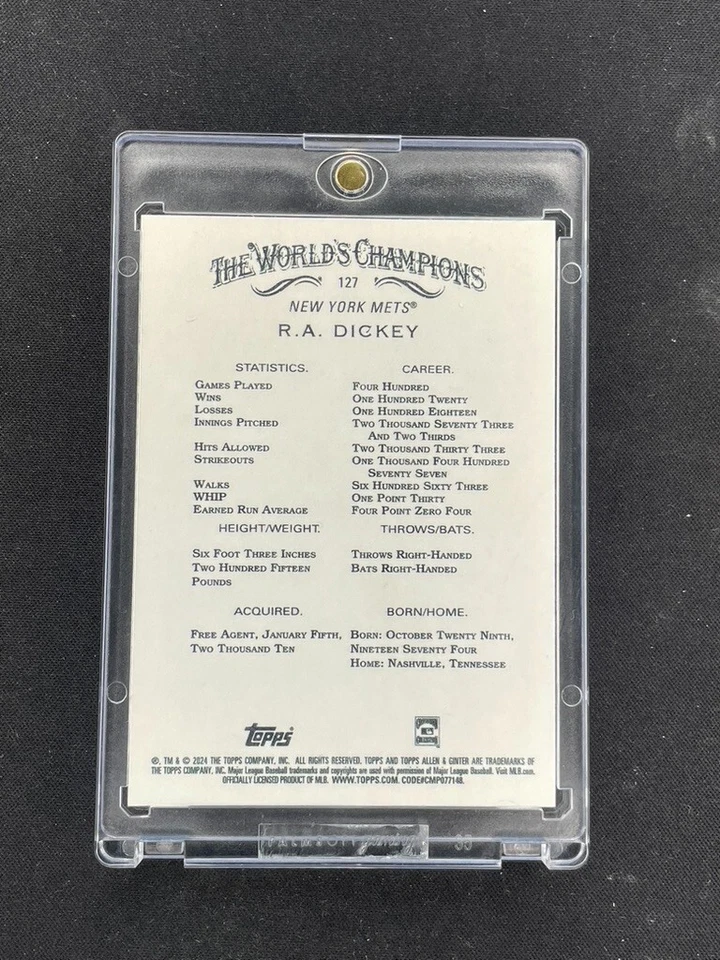 THE WORLD'S CHAMPIONS
127
NEW YORK METS®
R.A. DICKEY
STATISTICS. CAREER.
GAMES PLAYED FOUR HUNDRED
WINS ONE HUNDRED TWENTY
LOSSES ONE HUNDRED EIGHTEEN
INNINGS PITCHED TWO THOUSAND SEVENTY THREE
AND TWO THIRDS
HITS ALLOWED TWO THOUSAND THIRTY THREE
STRIKEOUTS ONE THOUSAND FOUR HUNDRED
SEVENTY SEVEN
WALKS SIX HUNDRED SIXTY THREE
WHIP ONE POINT THIRTY
EARNED RUN AVERAGE FOUR POINT ZERO FOUR
HEIGHT/WEIGHT. THROWS/BATS.
SIX FOOT THREE INCHES THROWS RIGHT-HANDED
TWO HUNDRED FIFTEEN BATS RIGHT-HANDED
POUNDS
ACQUIRED. BORN/HOME.
FREE AGENT, JANUARY FIFTH, BORN: OCTOBER TWENTY NINTH,
TWO THOUSAND TEN NINETEEN SEVENTY FOUR
HOME: NASHVILLE, TENNESSEE
Topps
®, TM & © 2024 THE TOPPS COMPANY, INC. ALL RIGHTS RESERVED. TOPPS AND TOPPS ALLEN & GINTER ARE TRADEMARKS OF
THE TOPPS COMPANY, INC. Major League Baseball trademarks and copyrights are used with permission of Major League Baseball. Visit MLB.com.
OFFICIALLY LICENSED PRODUCT OF MLB. WWW.TOPPS.COM. CODE#CMP077148.
35